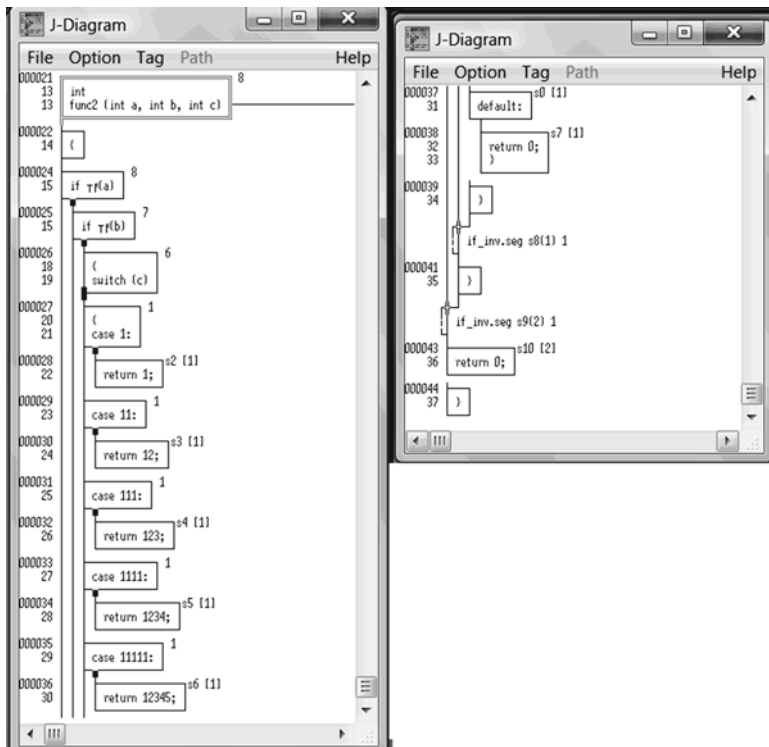 J-Diagram
File Option Tag Path Help
000021 8
13 int
13 func2 (int a, int b, int c)
000022
14 {
000024 8
15 if TF(a)
000025 7
15 if TF(b)
000026 6
18 {
19 switch (c)
000027 1
20 {
21 case 1:
000028 s2 [1]
22 return 1;
000029 1
23 case 11:
000030 s3 [1]
24 return 12;
000031 1
25 case 111:
000032 s4 [1]
26 return 123;
000033 1
27 case 1111:
000034 s5 [1]
28 return 1234;
000035 1
29 case 11111:
000036 s6 [1]
30 return 12345;
J-Diagram
File Option Tag Path Help
000037 s0 [1]
31 default:
000038 s7 [1]
32 return 0;
33 }
000039
34 }
if_inv.seg s8(1) 1
000041
35 }
if_inv.seg s9(2) 1
000043 s10 [2]
36 return 0;
000044
37 }